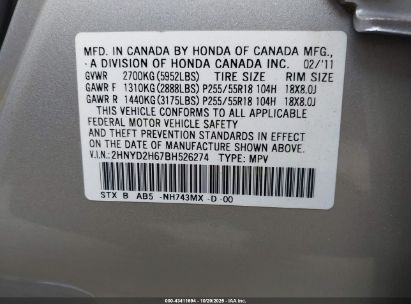 MFD. IN CANADA BY HONDA OF CANADA MFG.,
A DIVISION OF HONDA CANADA INC. 02/'11
GVWR 2700KG (5952LBS) TIRE SIZE RIM SIZE
GAWR F 1310KG (2888LBS) P255/55R18 104H 18X8.0J
GAWR R 1440KG (3175LBS) P255/55R18 104H 18X8.0J
THIS VEHICLE CONFORMS TO ALL APPLICABLE
FEDERAL MOTOR VEHICLE SAFETY
AND THEFT PREVENTION STANDARDS IN EFFECT
ON THE DATE OF MANUFACTURE SHOWN ABOVE.
V.I.N.: 2HNYD2H67BH526274 TYPE: MPV
STX B AB5 -NH743MX -D -00